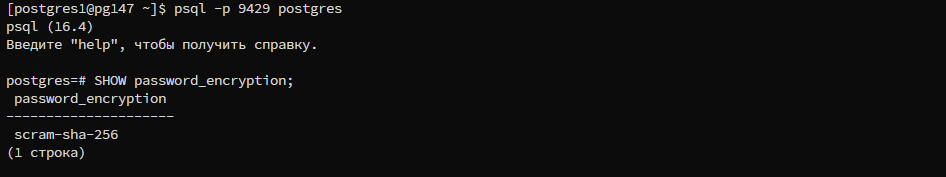 [postgres1@pg147 ~]$ psql -p 9429 postgres
psql (16.4)
Введите "help", чтобы получить справку.
postgres=# SHOW password_encryption;
password_encryption
---------------------
scram-sha-256
(1 строка)